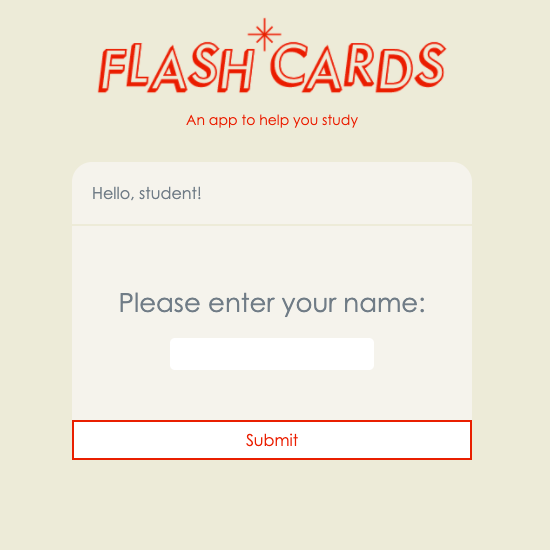 FLASH CARDS
An app to help you study
Hello, student!
Please enter your name:
Submit